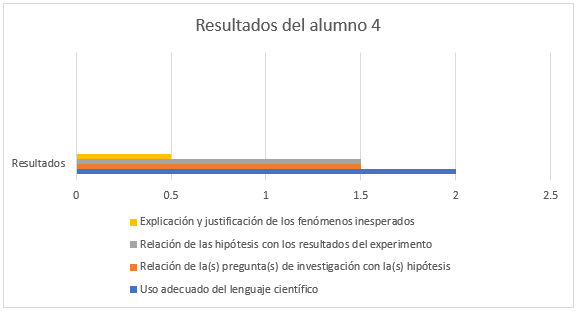 Resultados del alumno 4
Resultados
0 0.5 1 1.5 2 2.5
Explicación y justificación de los fenómenos inesperados
Relación de las hipótesis con los resultados del experimento
Relación de la(s) pregunta(s) de investigación con la(s) hipótesis
Uso adecuado del lenguaje científico